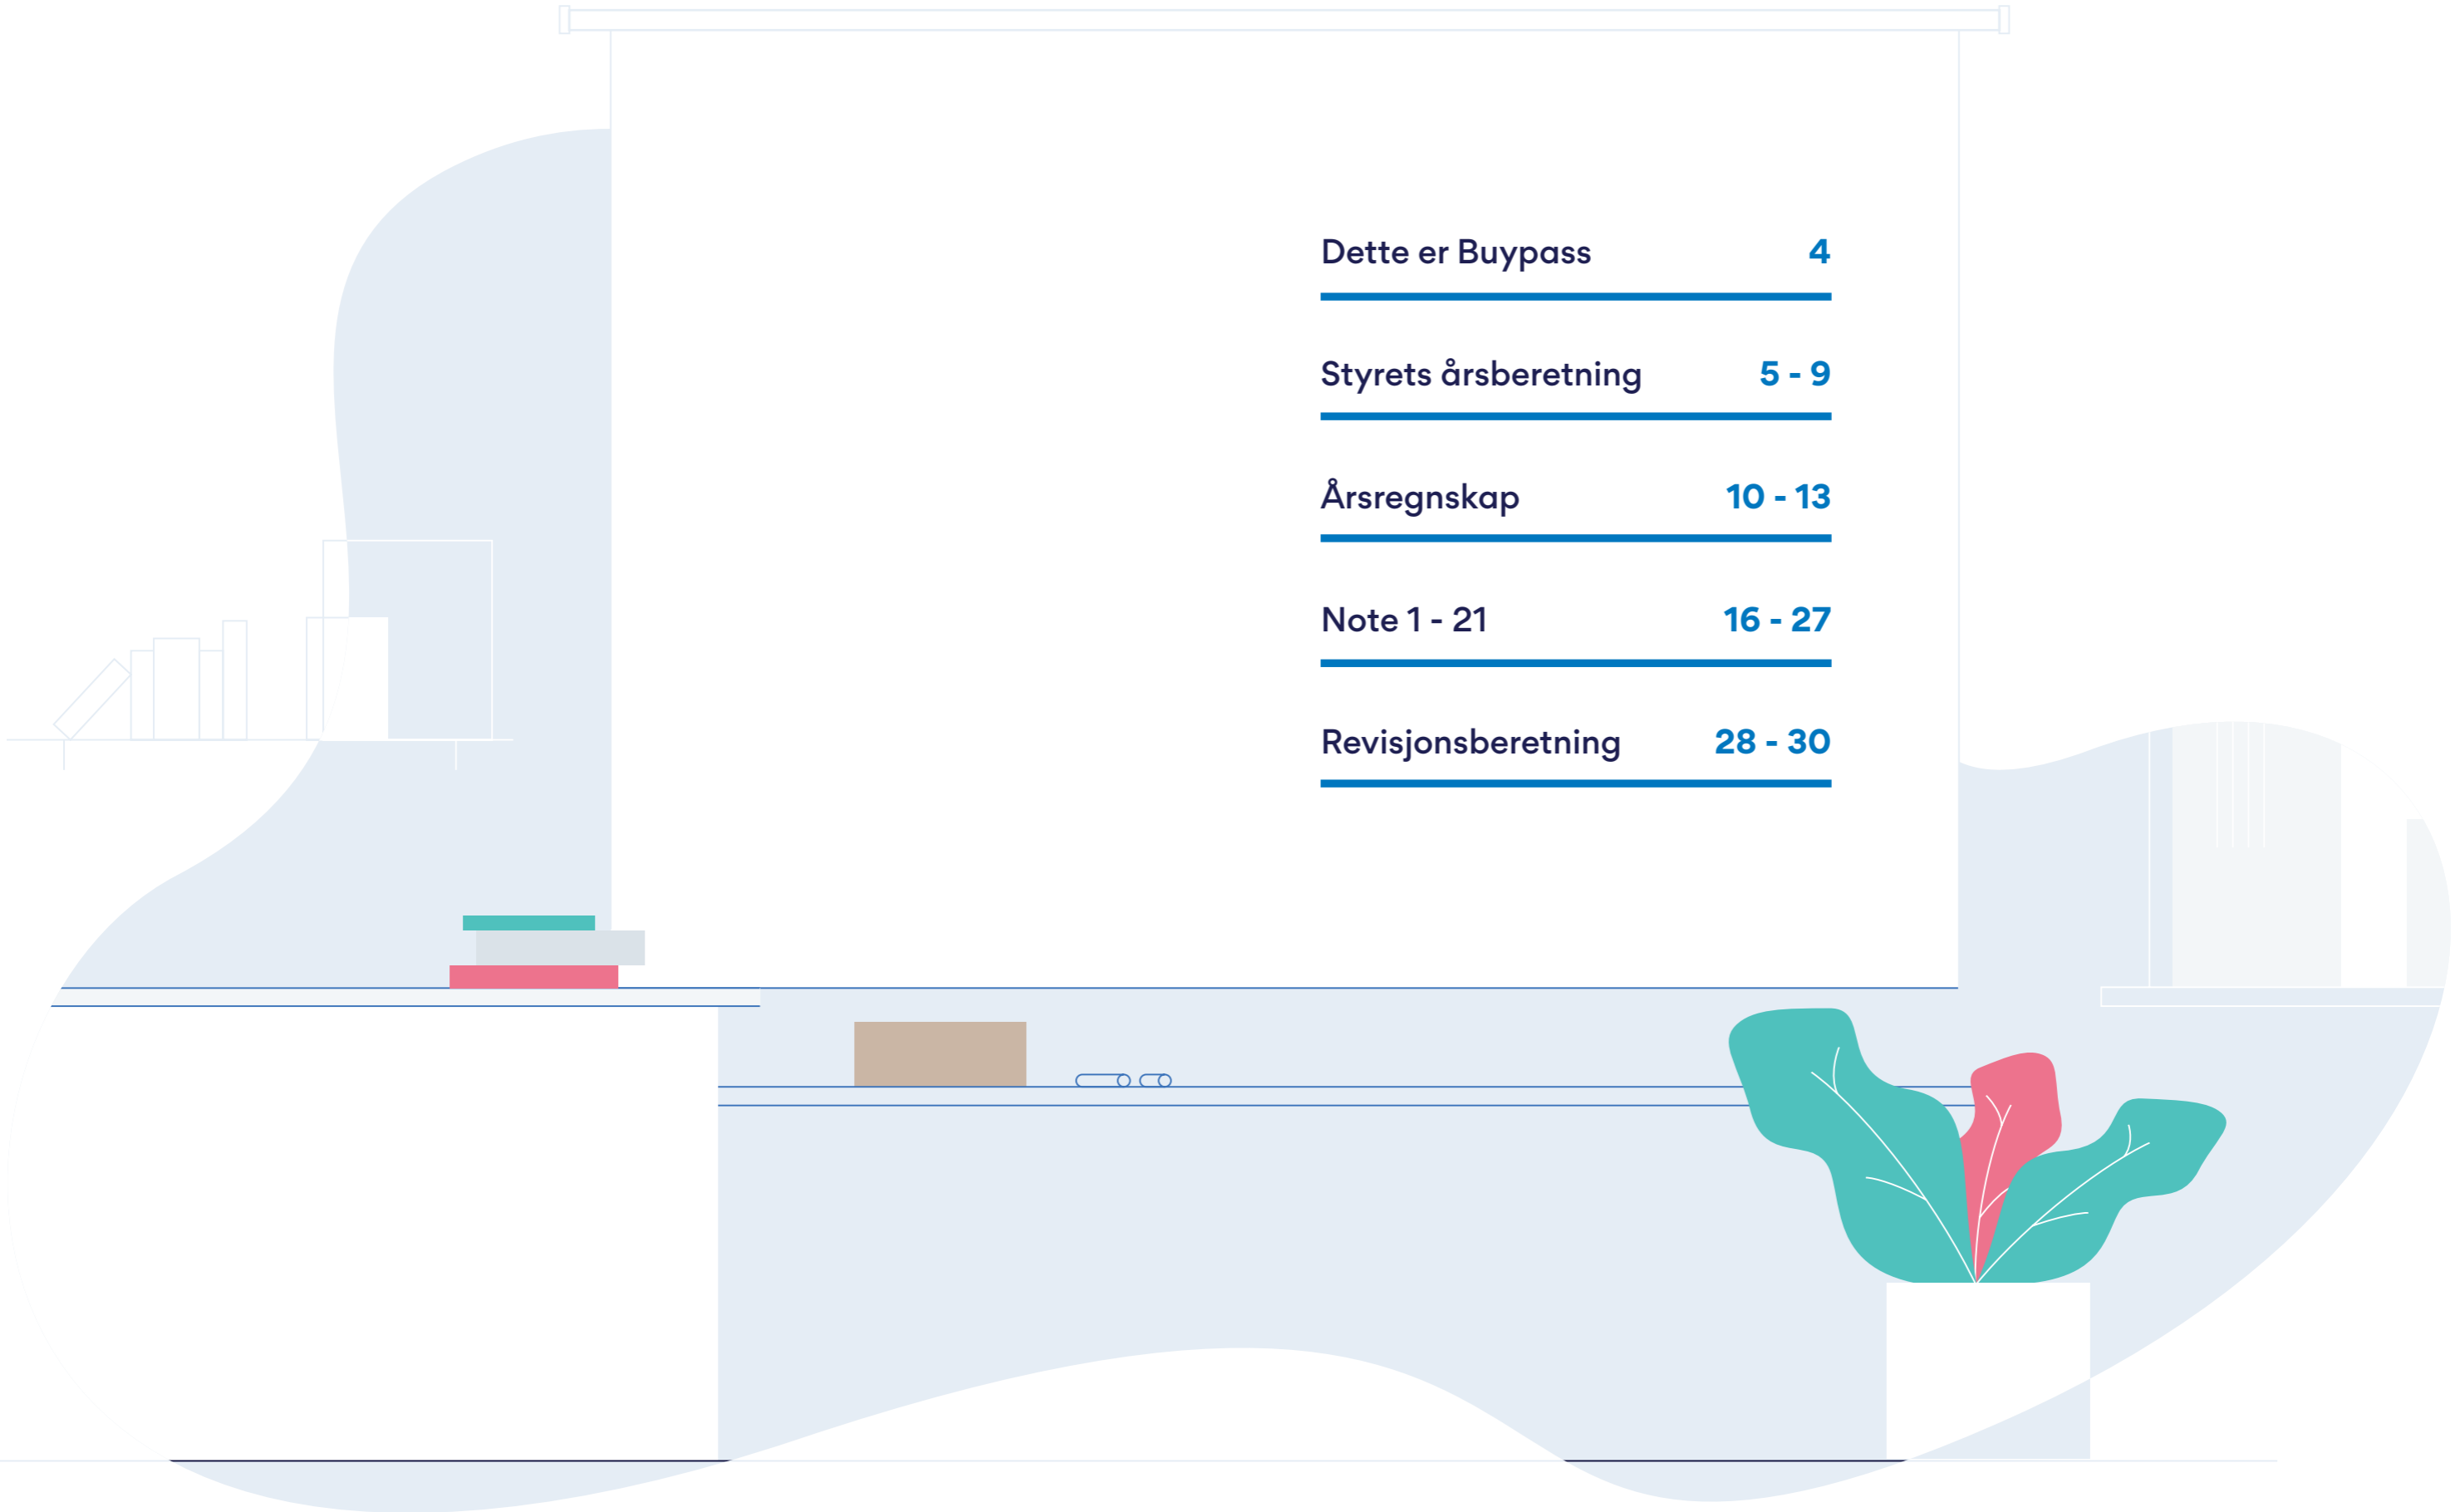 Dette er Buypass 4
Styrets årsberetning 5 - 9
Årsregnskap 10 - 13
Note 1 - 21 16 - 27
Revisjonsberetning 28 - 30